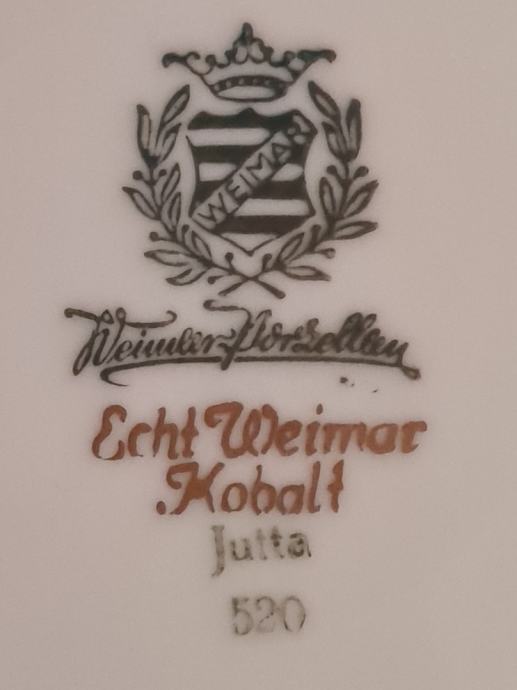 WEIMAR
Weimar-Porzellan
Echt Weimar
Kobalt
Jutta
520